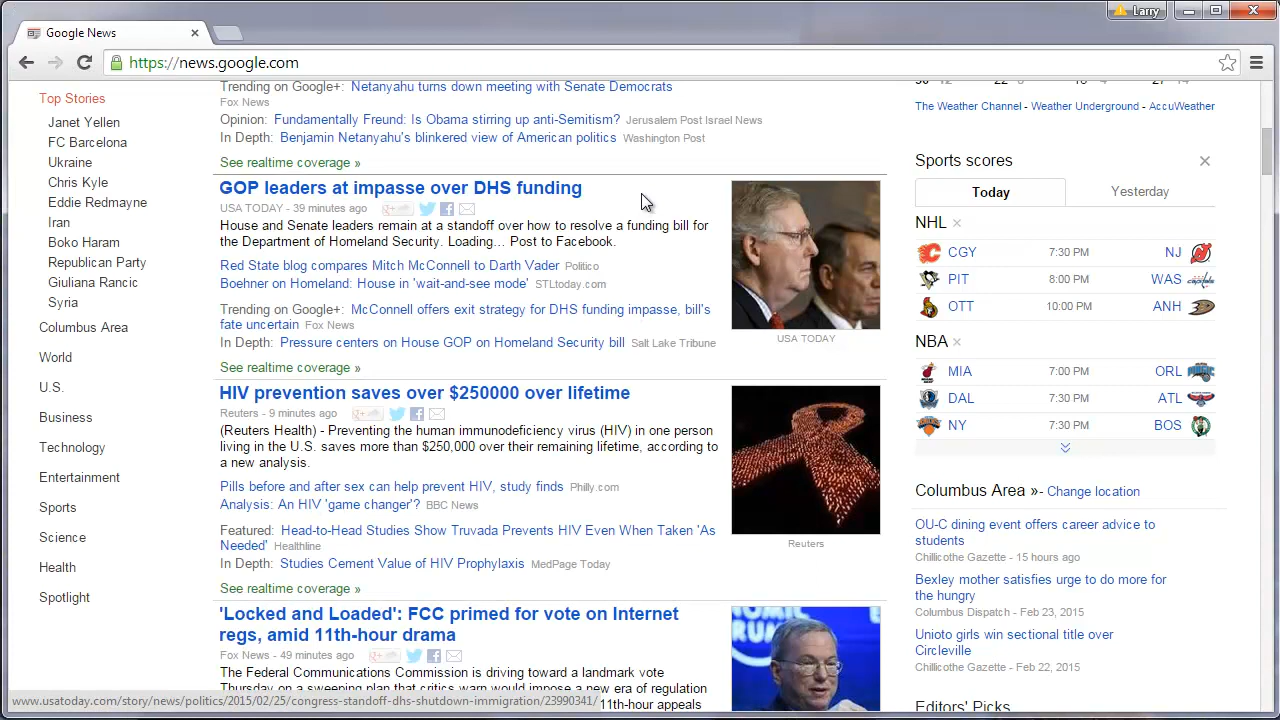 Larry
Google News
https://news.google.com
Top Stories
Janet Yellen
FC Barcelona
Ukraine
Chris Kyle
Eddie Redmayne
Iran
Boko Haram
Republican Party
Giuliana Rancic
Syria
Columbus Area
World
U.S.
Business
Technology
Entertainment
Sports
Science
Health
Spotlight
Trending on Google+: Netanyahu turns down meeting with Senate Democrats
Fox News
Opinion: Fundamentally Freund: Is Obama stirring up anti-Semitism? Jerusalem Post Israel News
In Depth: Benjamin Netanyahu's blinkered view of American politics Washington Post
See realtime coverage »
GOP leaders at impasse over DHS funding
USA TODAY - 39 minutes ago
House and Senate leaders remain at a standoff over how to resolve a funding bill for
the Department of Homeland Security. Loading… Post to Facebook.
Red State blog compares Mitch McConnell to Darth Vader Politico
Boehner on Homeland: House in 'wait-and-see mode' STLtoday.com
Trending on Google+: McConnell offers exit strategy for DHS funding impasse, bill's
fate uncertain Fox News
In Depth: Pressure centers on House GOP on Homeland Security bill Salt Lake Tribune
See realtime coverage »
USA TODAY
HIV prevention saves over $250000 over lifetime
Reuters - 9 minutes ago
(Reuters Health) - Preventing the human immunodeficiency virus (HIV) in one person
living in the U.S. saves more than $250,000 over their remaining lifetime, according to
a new analysis.
Pills before and after sex can help prevent HIV, study finds Philly.com
Analysis: An HIV 'game changer'? BBC News
Featured: Head-to-Head Studies Show Truvada Prevents HIV Even When Taken 'As
Needed' Healthline
In Depth: Studies Cement Value of HIV Prophylaxis MedPage Today
See realtime coverage »
Reuters
'Locked and Loaded': FCC primed for vote on Internet
regs, amid 11th-hour drama
Fox News - 49 minutes ago
The Federal Communications Commission is driving toward a landmark vote
Thursday on a sweeping plan that critics warn would impose a new era of regulation
11th-hour appeals
www.usatoday.com/story/news/politics/2015/02/25/congress-standoff-dhs-shutdown-immigration/23990341/
The Weather Channel - Weather Underground - AccuWeather
Sports scores
Today Yesterday
NHL
CGY 7:30 PM NJ
PIT 8:00 PM WAS
OTT 10:00 PM ANH
NBA
MIA 7:00 PM ORL
DAL 7:30 PM ATL
NY 7:30 PM BOS
Columbus Area » - Change location
OU-C dining event offers career advice to
students
Chillicothe Gazette - 15 hours ago
Bexley mother satisfies urge to do more for
the hungry
Columbus Dispatch - Feb 23, 2015
Unioto girls win sectional title over
Circleville
Chillicothe Gazette - Feb 22, 2015
Editors' Picks